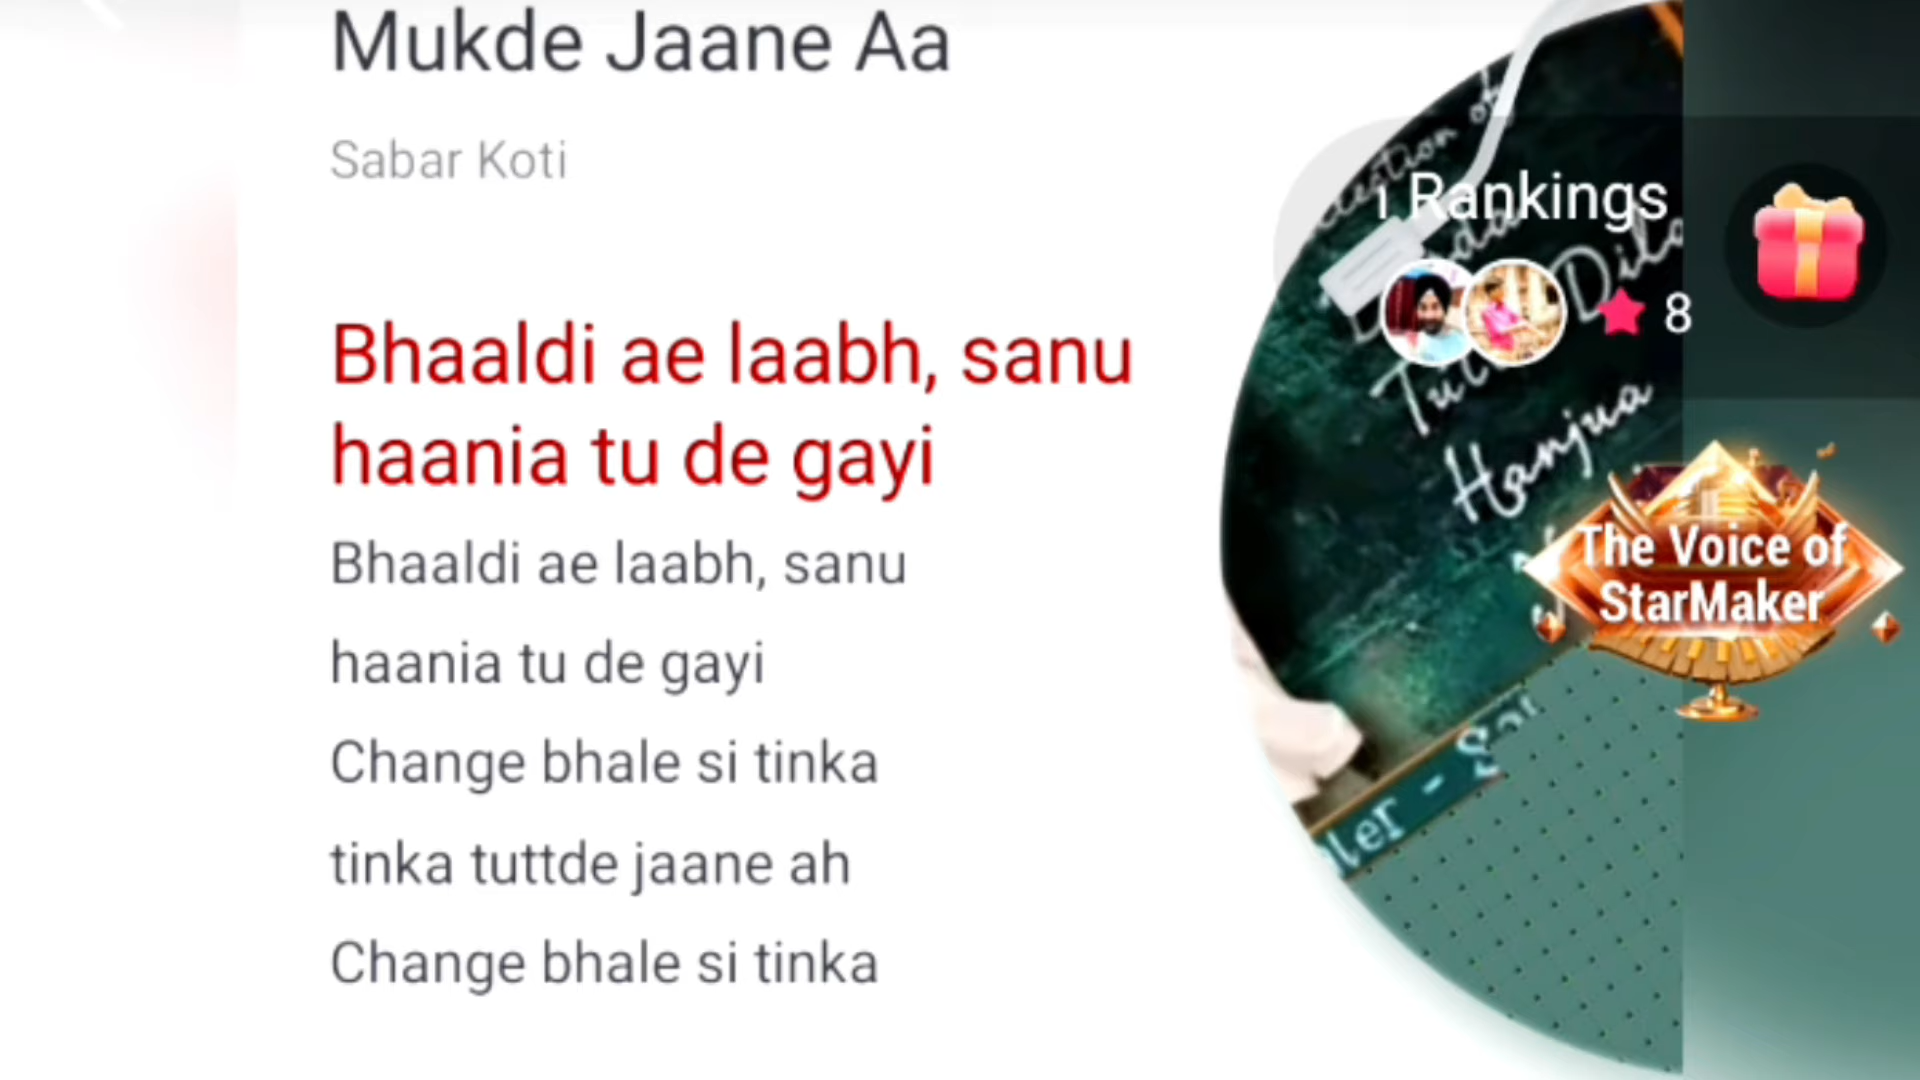 Mukde Jaane Aa
Sabar Koti
Bhaaldi ae laabh, sanu
haania tu de gayi
Bhaaldi ae laabh, sanu
haania tu de gayi
Change bhale si tinka
tinka tuttde jaane ah
Change bhale si tinka
1 Rankings
8
Tutt
Hanjua
The Voice of
StarMaker